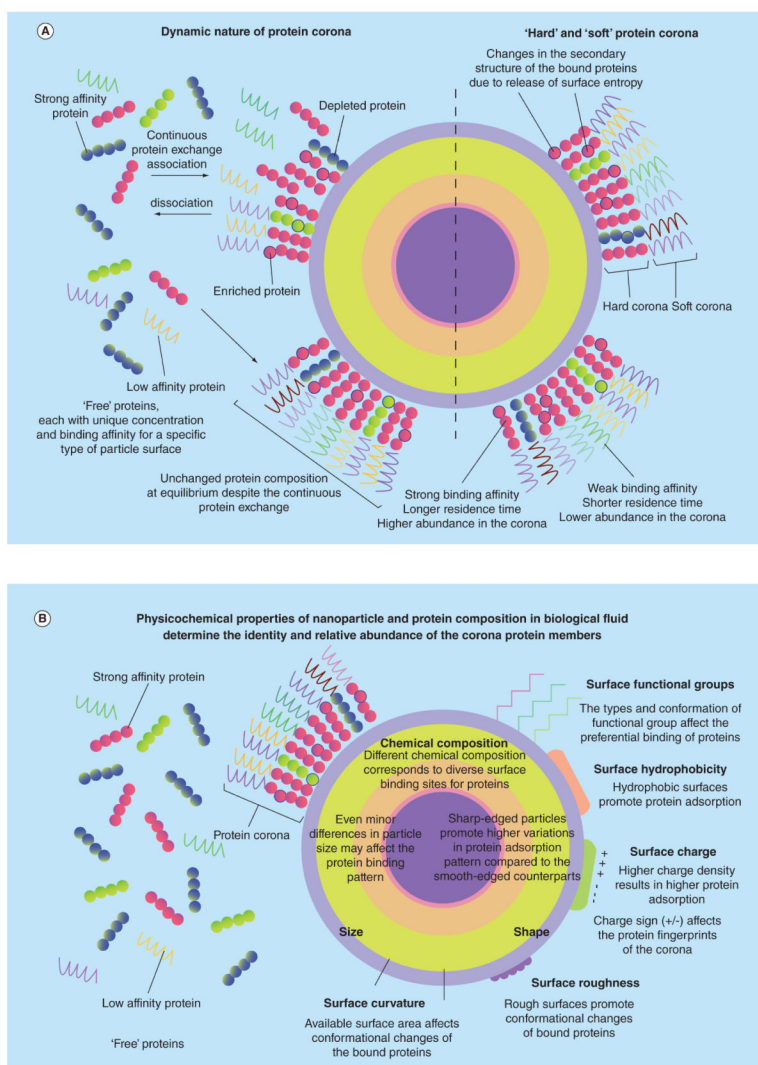 A
Dynamic nature of protein corona
'Hard' and 'soft' protein corona
Changes in the secondary
structure of the bound proteins
due to release of surface entropy
Strong affinity
protein
Depleted protein
Continuous
protein exchange
association
dissociation
Enriched protein
Hard corona
Soft corona
Low affinity protein
'Free' proteins,
each with unique concentration
and binding affinity for a specific
type of particle surface
Unchanged protein composition
at equilibrium despite the continuous
protein exchange
Strong binding affinity
Longer residence time
Higher abundance in the corona
Weak binding affinity
Shorter residence time
Lower abundance in the corona
B
Physicochemical properties of nanoparticle and protein composition in biological fluid
determine the identity and relative abundance of the corona protein members
Strong affinity protein
Protein corona
Low affinity protein
'Free' proteins
Chemical composition
Different chemical composition
corresponds to diverse surface
binding sites for proteins
Even minor
differences in particle
size may affect the
protein binding
pattern
Size
Sharp-edged particles
promote higher variations
in protein adsorption
pattern compared to the
smooth-edged counterparts
Shape
Surface functional groups
The types and conformation of
functional group affect the
preferential binding of proteins
Surface hydrophobicity
Hydrophobic surfaces
promote protein adsorption
+
+
+
-
-
-
Surface charge
Higher charge density
results in higher protein
adsorption
Charge sign (+/-) affects
the protein fingerprints
of the corona
Surface roughness
Rough surfaces promote
conformational changes
of bound proteins
Surface curvature
Available surface area affects
conformational changes of
the bound proteins